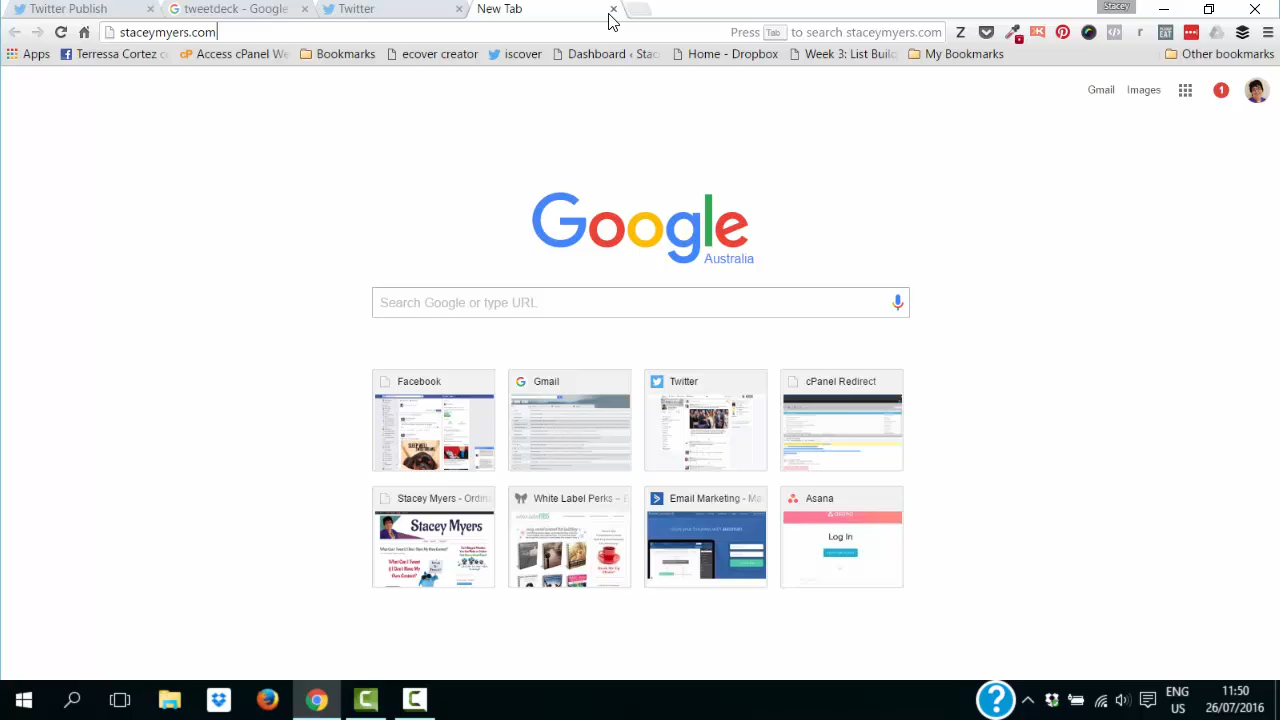 Twitter Publish
tweetdeck - Google
Twitter
New Tab
Stacey
staceymyers.com
Press Tab to search staceymyers.com
Apps
Teressa Cortez c
Access cPanel We
Bookmarks
ecover creator
iscover
Dashboard ‹ Stac
Home - Dropbox
Week 3: List Buil
My Bookmarks
Other bookmarks
Gmail
Images
1
Google
Australia
Search Google or type URL
Facebook
Gmail
Twitter
cPanel Redirect
Stacey Myers - Ordin
White Label Perks –
Email Marketing - Ma
Asana
Stacey Myers
Log In
ENG
US
11:50
26/07/2016